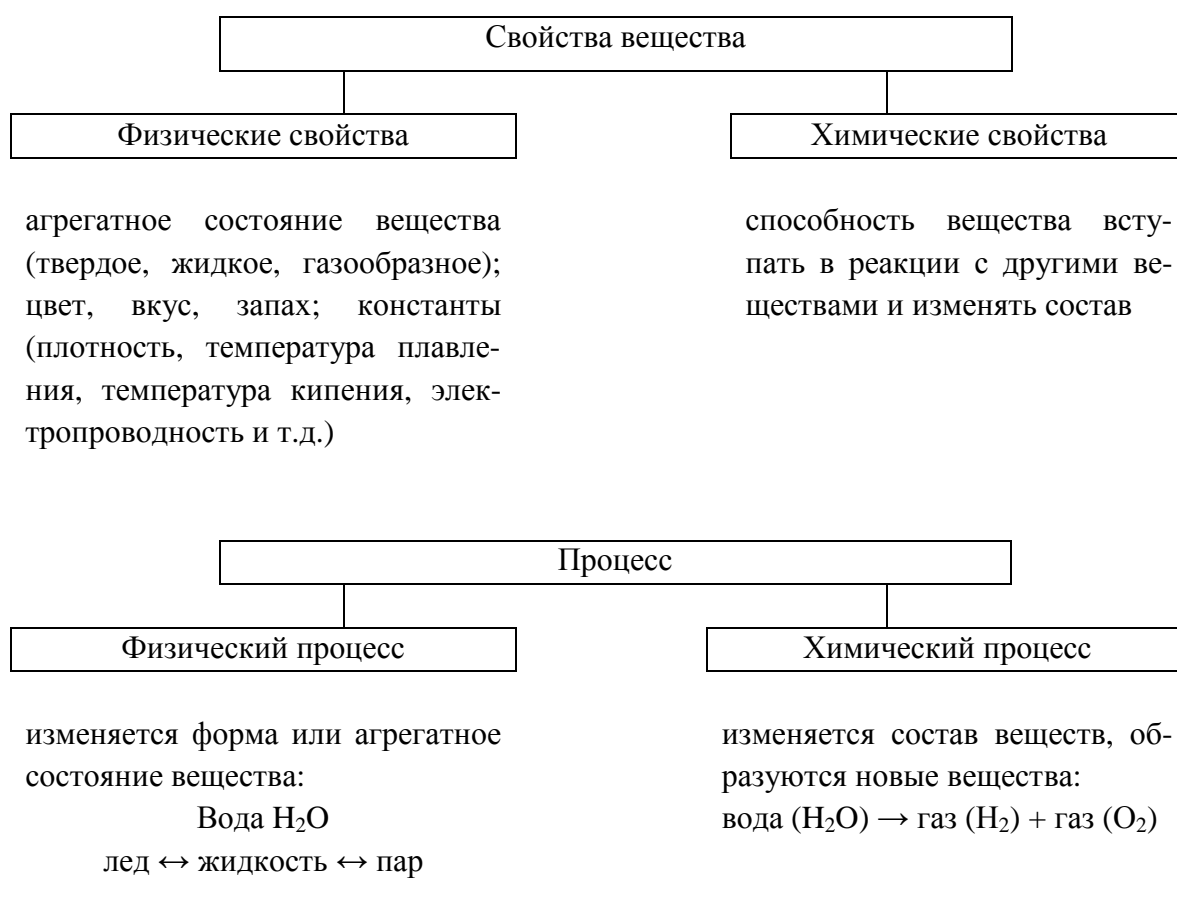 Свойства вещества
Физические свойства
Химические свойства
агрегатное состояние вещества
(твердое, жидкое, газообразное);
цвет, вкус, запах; константы
(плотность, температура плавле-
ния, температура кипения, элек-
тропроводность и т.д.)
способность вещества всту-
пать в реакции с другими ве-
ществами и изменять состав
Процесс
Физический процесс
Химический процесс
изменяется форма или агрегатное
состояние вещества:
Вода H₂O
лед ↔ жидкость ↔ пар
изменяется состав веществ, об-
разуются новые вещества:
вода (H₂O) → газ (H₂) + газ (O₂)